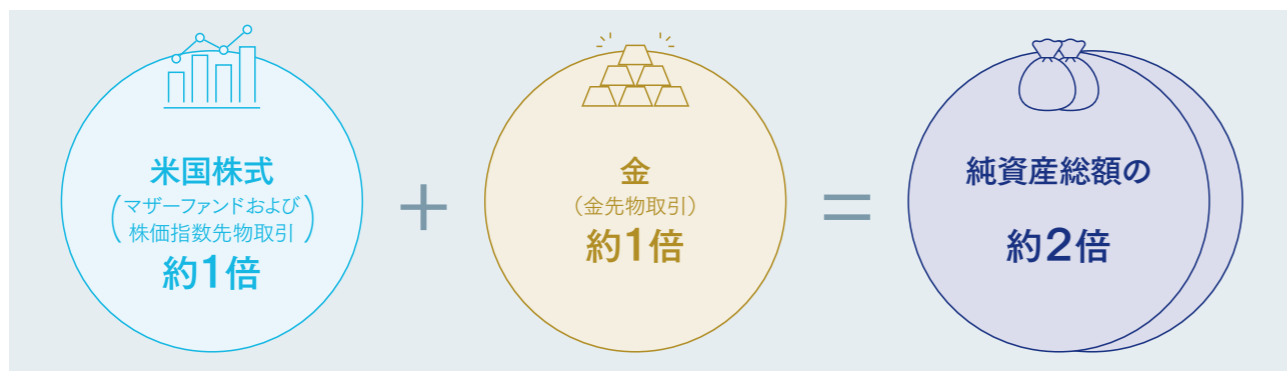 米国株式
(マザーファンドおよび
株価指数先物取引)
約1倍
+
金
(金先物取引)
約1倍
=
純資産総額の
約2倍